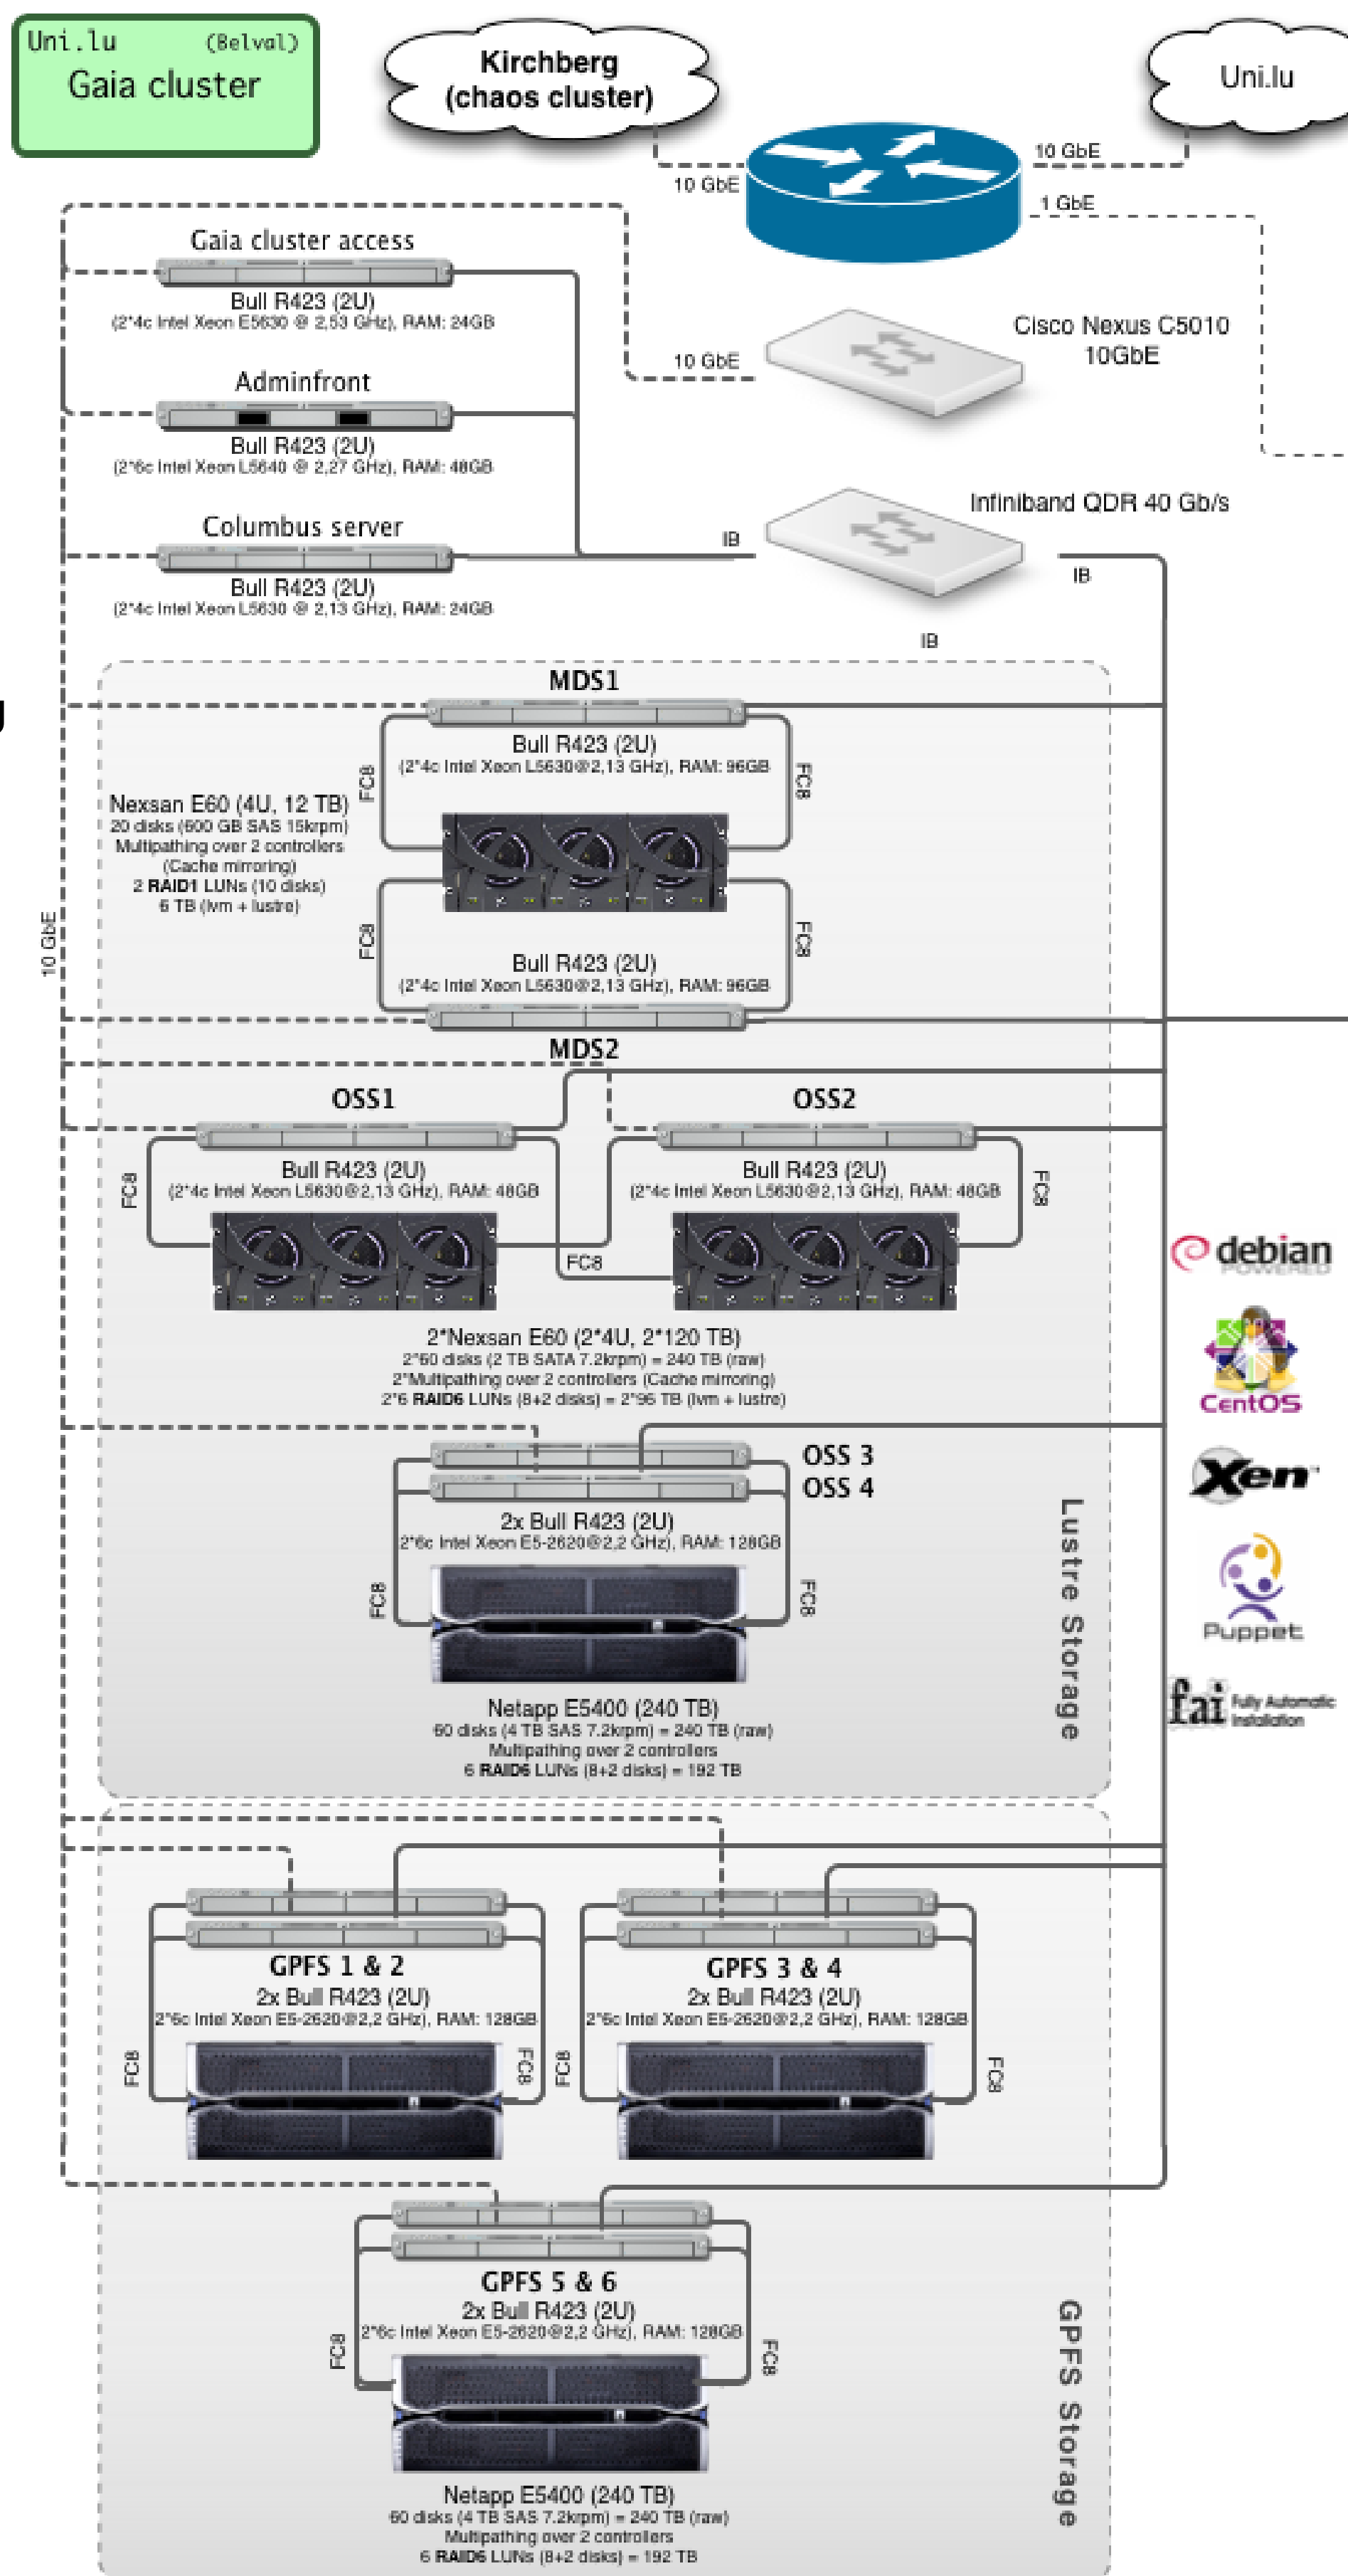 Uni.lu (Belval)
Gaia cluster
Kirchberg
(chaos cluster)
Uni.lu
10 GbE
10 GbE
1 GbE
Gaia cluster access
Bull R423 (2U)
(2*4c Intel Xeon E5630 @ 2,53 GHz), RAM: 24GB
10 GbE
Cisco Nexus C5010
10GbE
Adminfront
Bull R423 (2U)
(2*6c Intel Xeon L5640 @ 2,27 GHz), RAM: 48GB
Infiniband QDR 40 Gb/s
Columbus server
IB
Bull R423 (2U)
(2*4c Intel Xeon L5630 @ 2,13 GHz), RAM: 24GB
IB
IB
MDS1
Bull R423 (2U)
(2*4c Intel Xeon L5630@2,13 GHz), RAM: 96GB
FC8
FC8
Nexsan E60 (4U, 12 TB)
20 disks (600 GB SAS 15krpm)
Multipathing over 2 controllers
(Cache mirroring)
2 RAID1 LUNs (10 disks)
6 TB (lvm + lustre)
10 GbE
FC8
FC8
Bull R423 (2U)
(2*4c Intel Xeon L5630@2,13 GHz), RAM: 96GB
MDS2
OSS1
OSS2
Bull R423 (2U)
(2*4c Intel Xeon L5630@2,13 GHz), RAM: 48GB
Bull R423 (2U)
(2*4c Intel Xeon L5630@2,13 GHz), RAM: 48GB
FC8
FC8
FC8
2*Nexsan E60 (2*4U, 2*120 TB)
2*60 disks (2 TB SATA 7.2krpm) = 240 TB (raw)
2*Multipathing over 2 controllers (Cache mirroring)
2*6 RAID6 LUNs (8+2 disks) = 2*96 TB (lvm + lustre)
OSS 3
OSS 4
2x Bull R423 (2U)
2*6c Intel Xeon E5-2620@2,2 GHz), RAM: 128GB
FC8
FC8
Netapp E5400 (240 TB)
60 disks (4 TB SAS 7.2krpm) = 240 TB (raw)
Multipathing over 2 controllers
6 RAID6 LUNs (8+2 disks) = 192 TB
Lustre Storage
debian
POWERED
CentOS
Xen
Puppet
fai Fully Automatic
Installation
GPFS 1 & 2
2x Bull R423 (2U)
2*6c Intel Xeon E5-2620@2,2 GHz), RAM: 128GB
GPFS 3 & 4
2x Bull R423 (2U)
2*6c Intel Xeon E5-2620@2,2 GHz), RAM: 128GB
FC8
FC8
FC8
FC8
GPFS 5 & 6
2x Bull R423 (2U)
2*6c Intel Xeon E5-2620@2,2 GHz), RAM: 128GB
FC8
FC8
Netapp E5400 (240 TB)
60 disks (4 TB SAS 7.2krpm) = 240 TB (raw)
Multipathing over 2 controllers
6 RAID6 LUNs (8+2 disks) = 192 TB
GPFS Storage